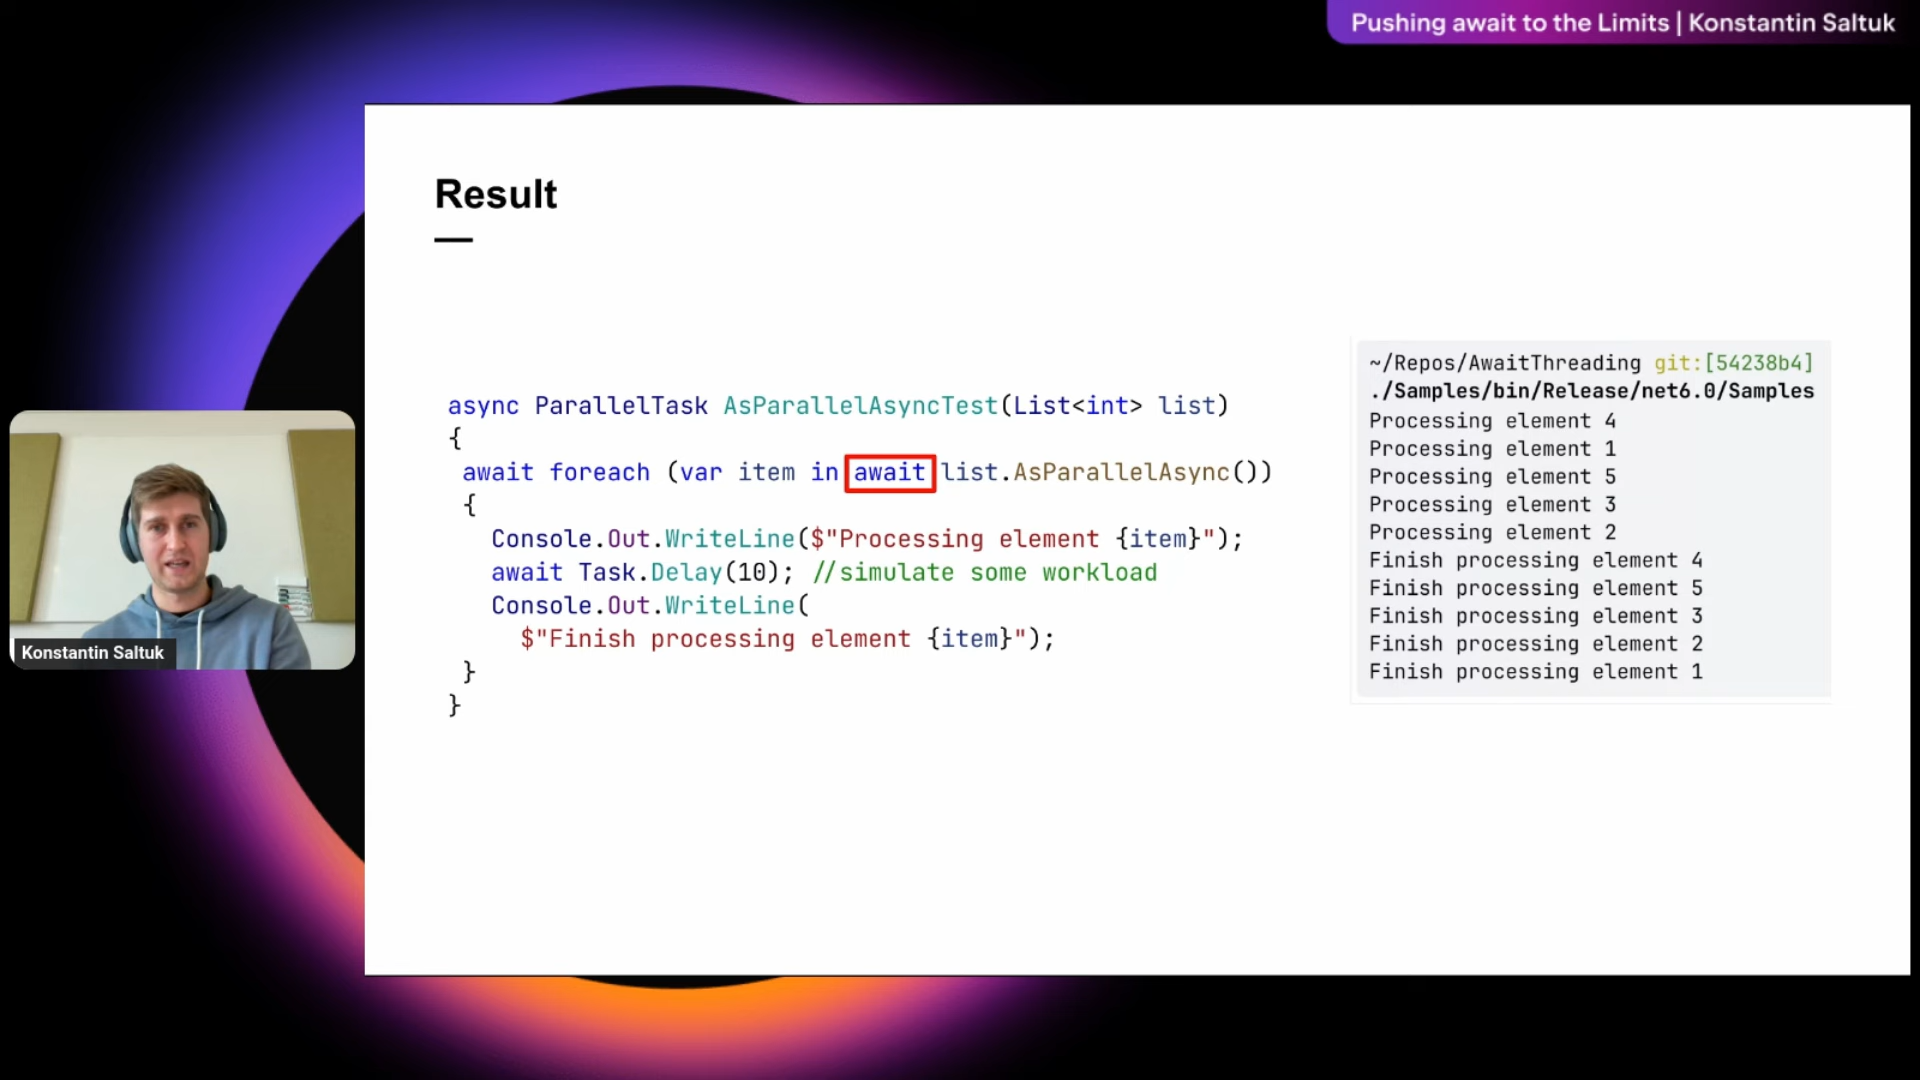 Pushing await to the Limits | Konstantin Saltuk
Result
async ParallelTask AsParallelAsyncTest(List<int> list)
{
await foreach (var item in await list.AsParallelAsync())
{
Console.Out.WriteLine($"Processing element {item}");
await Task.Delay(10); //simulate some workload
Console.Out.WriteLine(
$"Finish processing element {item}");
}
}
~/Repos/AwaitThreading git:[54238b4]
./Samples/bin/Release/net6.0/Samples
Processing element 4
Processing element 1
Processing element 5
Processing element 3
Processing element 2
Finish processing element 4
Finish processing element 5
Finish processing element 3
Finish processing element 2
Finish processing element 1
Konstantin Saltuk